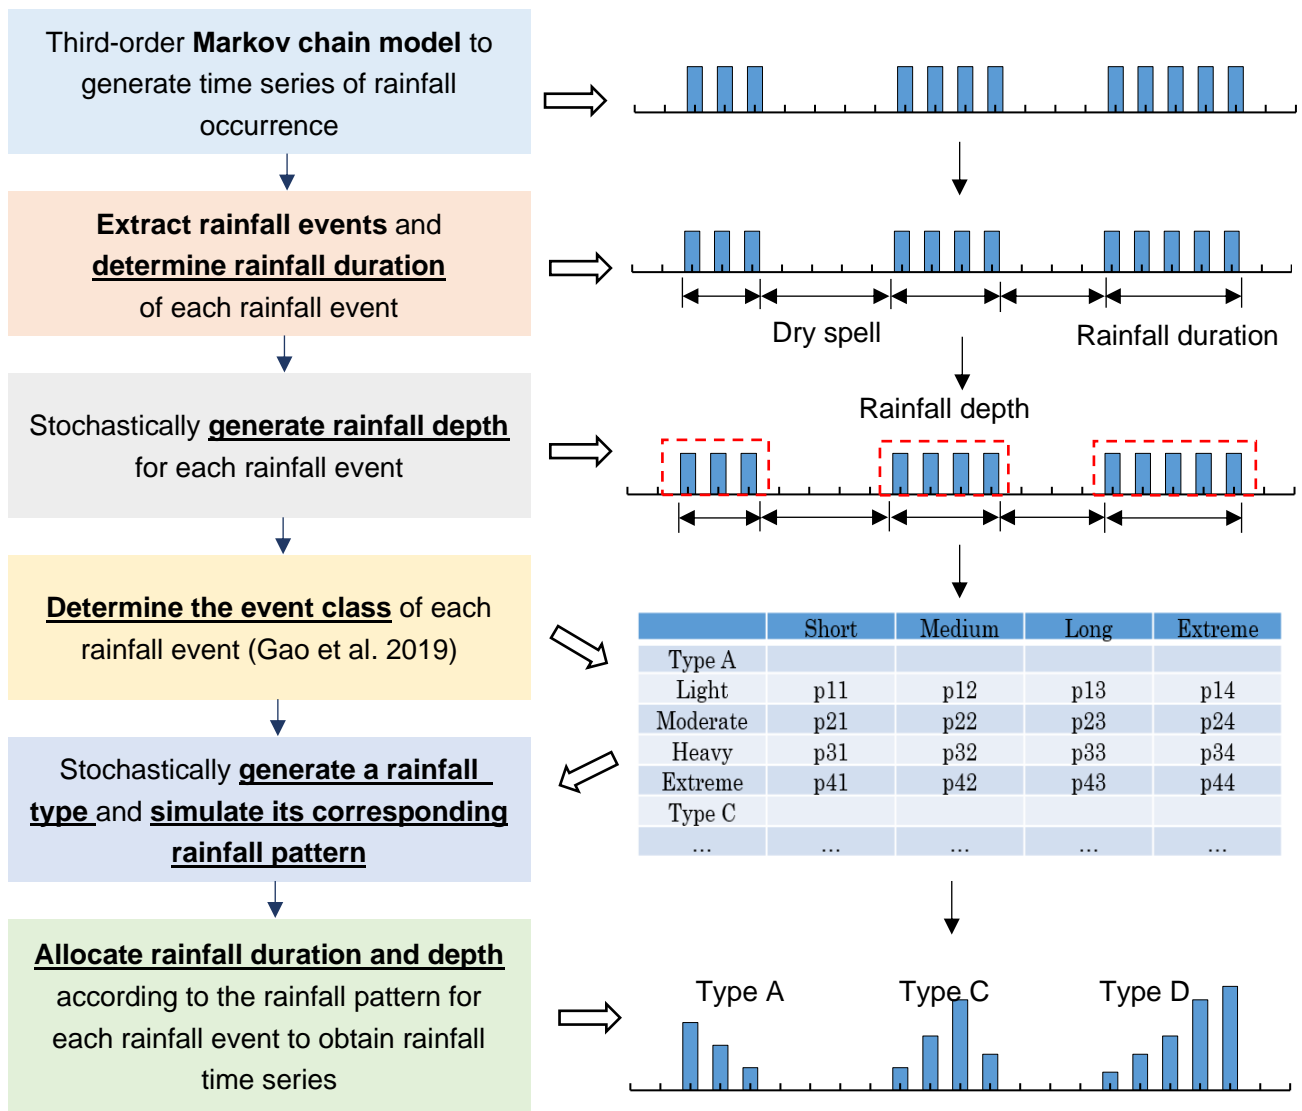 Third-order Markov chain model to
generate time series of rainfall
occurrence
Extract rainfall events and
determine rainfall duration
of each rainfall event
Dry spell
Rainfall duration
Stochastically generate rainfall depth
for each rainfall event
Rainfall depth
Determine the event class of each
rainfall event (Gao et al. 2019)
Short Medium Long Extreme
Type A
Light p11 p12 p13 p14
Moderate p21 p22 p23 p24
Heavy p31 p32 p33 p34
Extreme p41 p42 p43 p44
Type C
... ... ... ... ...
Stochastically generate a rainfall
type and simulate its corresponding
rainfall pattern
Allocate rainfall duration and depth
according to the rainfall pattern for
each rainfall event to obtain rainfall
time series
Type A
Type C
Type D